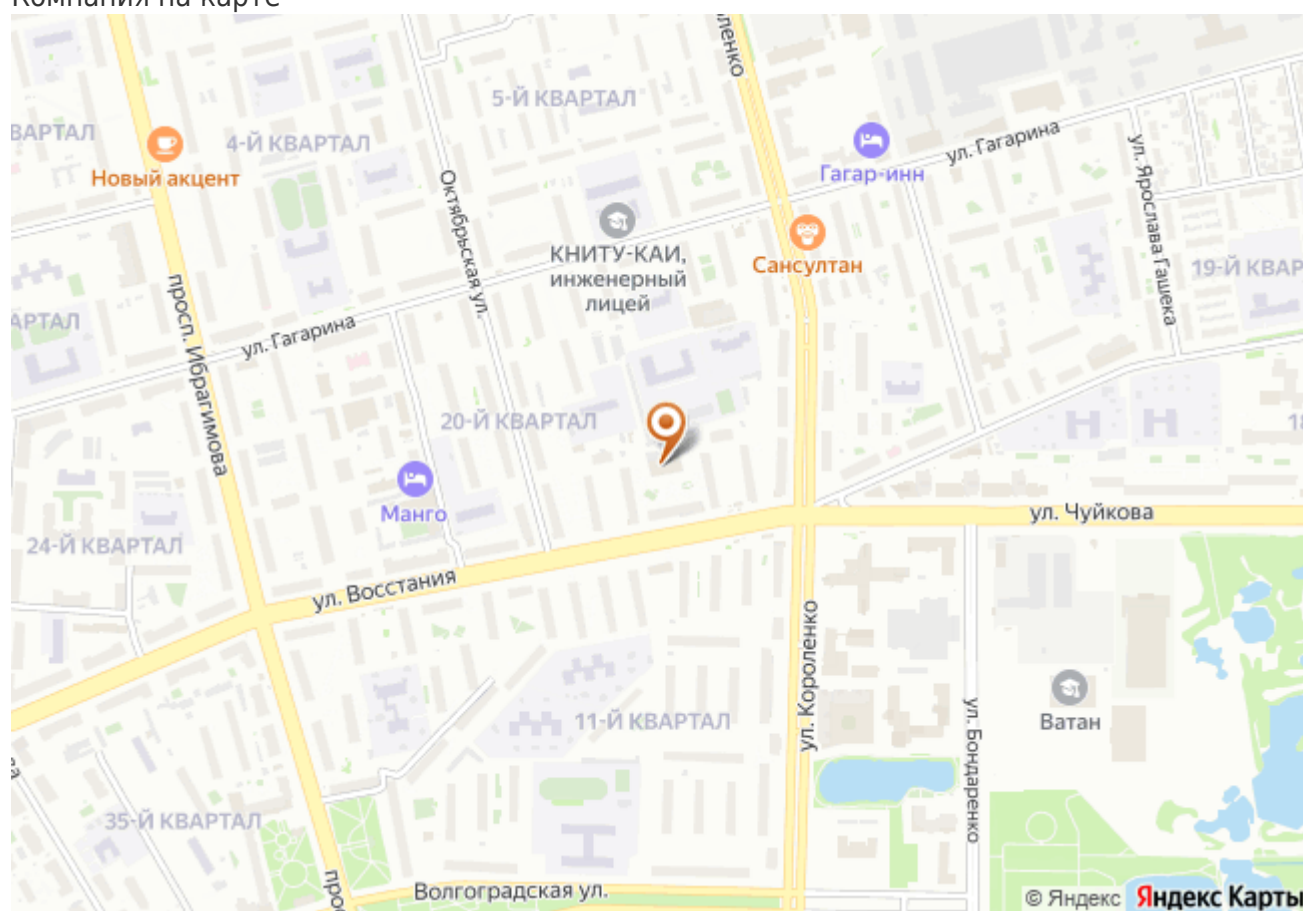 Компания на карте
ленко
5-Й КВАРТАЛ
ВАРТАЛ
4-Й КВАРТАЛ
Новый акцент
Гагар-инн
ул. Гагарина
ул. Ярослава Гашека
Октябрьская ул.
КНИТУ-КАИ,
инженерный
лицей
Сансултан
19-Й КВАР
АРТАЛ
просп. Ибрагимова
ул. Гагарина
20-Й КВАРТАЛ
18
Манго
ул. Чуйкова
24-Й КВАРТАЛ
ул. Восстания
ул. Короленко
ул. Бондаренко
Ватан
11-Й КВАРТАЛ
35-Й КВАРТАЛ
прос
Волгоградская ул.
© Яндекс Яндекс Карты